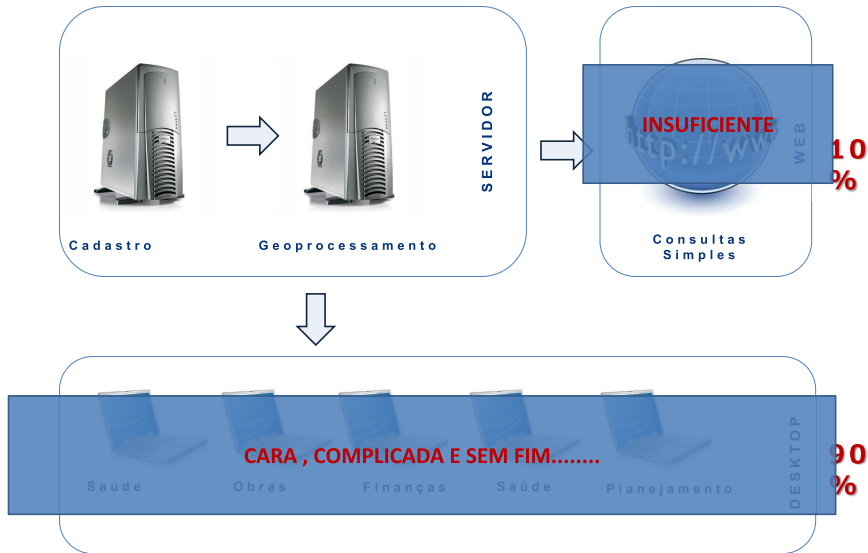 SERVIDOR
Cadastro
Geoprocessamento
INSUFICIENTE
http://www
WEB
10
%
Consultas
Simples
CARA , COMPLICADA E SEM FIM........
DESKTOP
90
%
Saúde
Obras
Finanças
Saúde
Planejamento